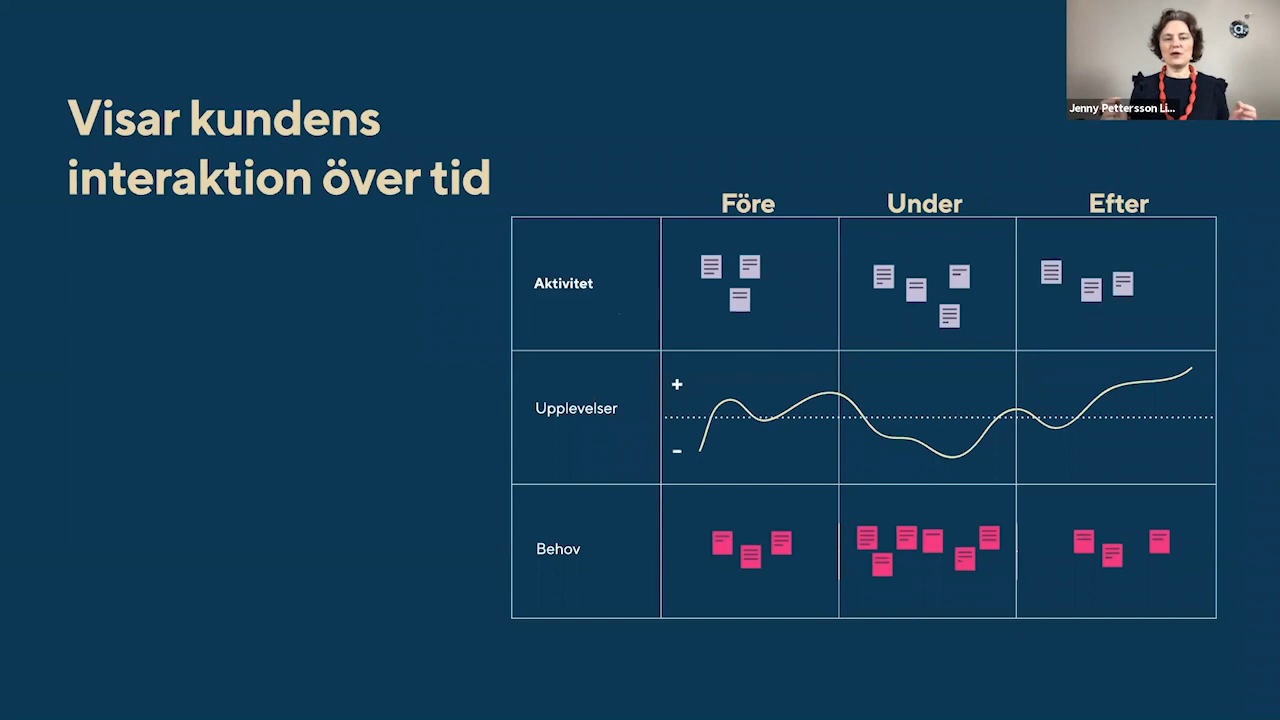 Visar kundens
interaktion över tid
Jenny Pettersson Li...
Före Under Efter
Aktivitet
+
Upplevelser
-
Behov